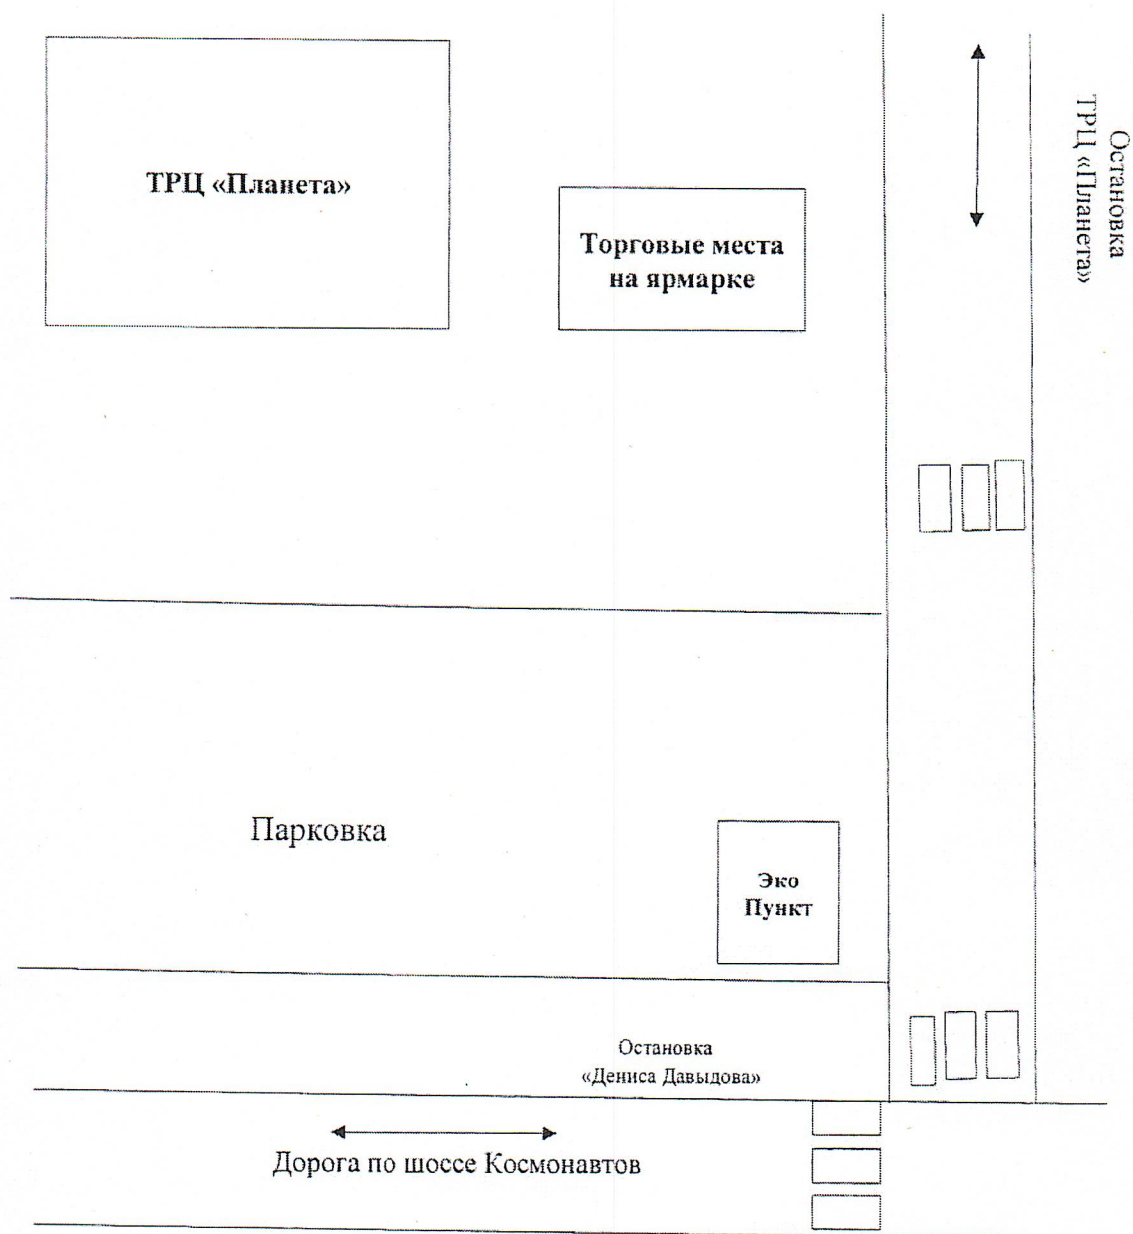 ТРЦ «Планета»
Торговые места
на ярмарке
Остановка
ТРЦ «Планета»
Парковка
Эко
Пункт
Остановка
«Дениса Давыдова»
Дорога по шоссе Космонавтов